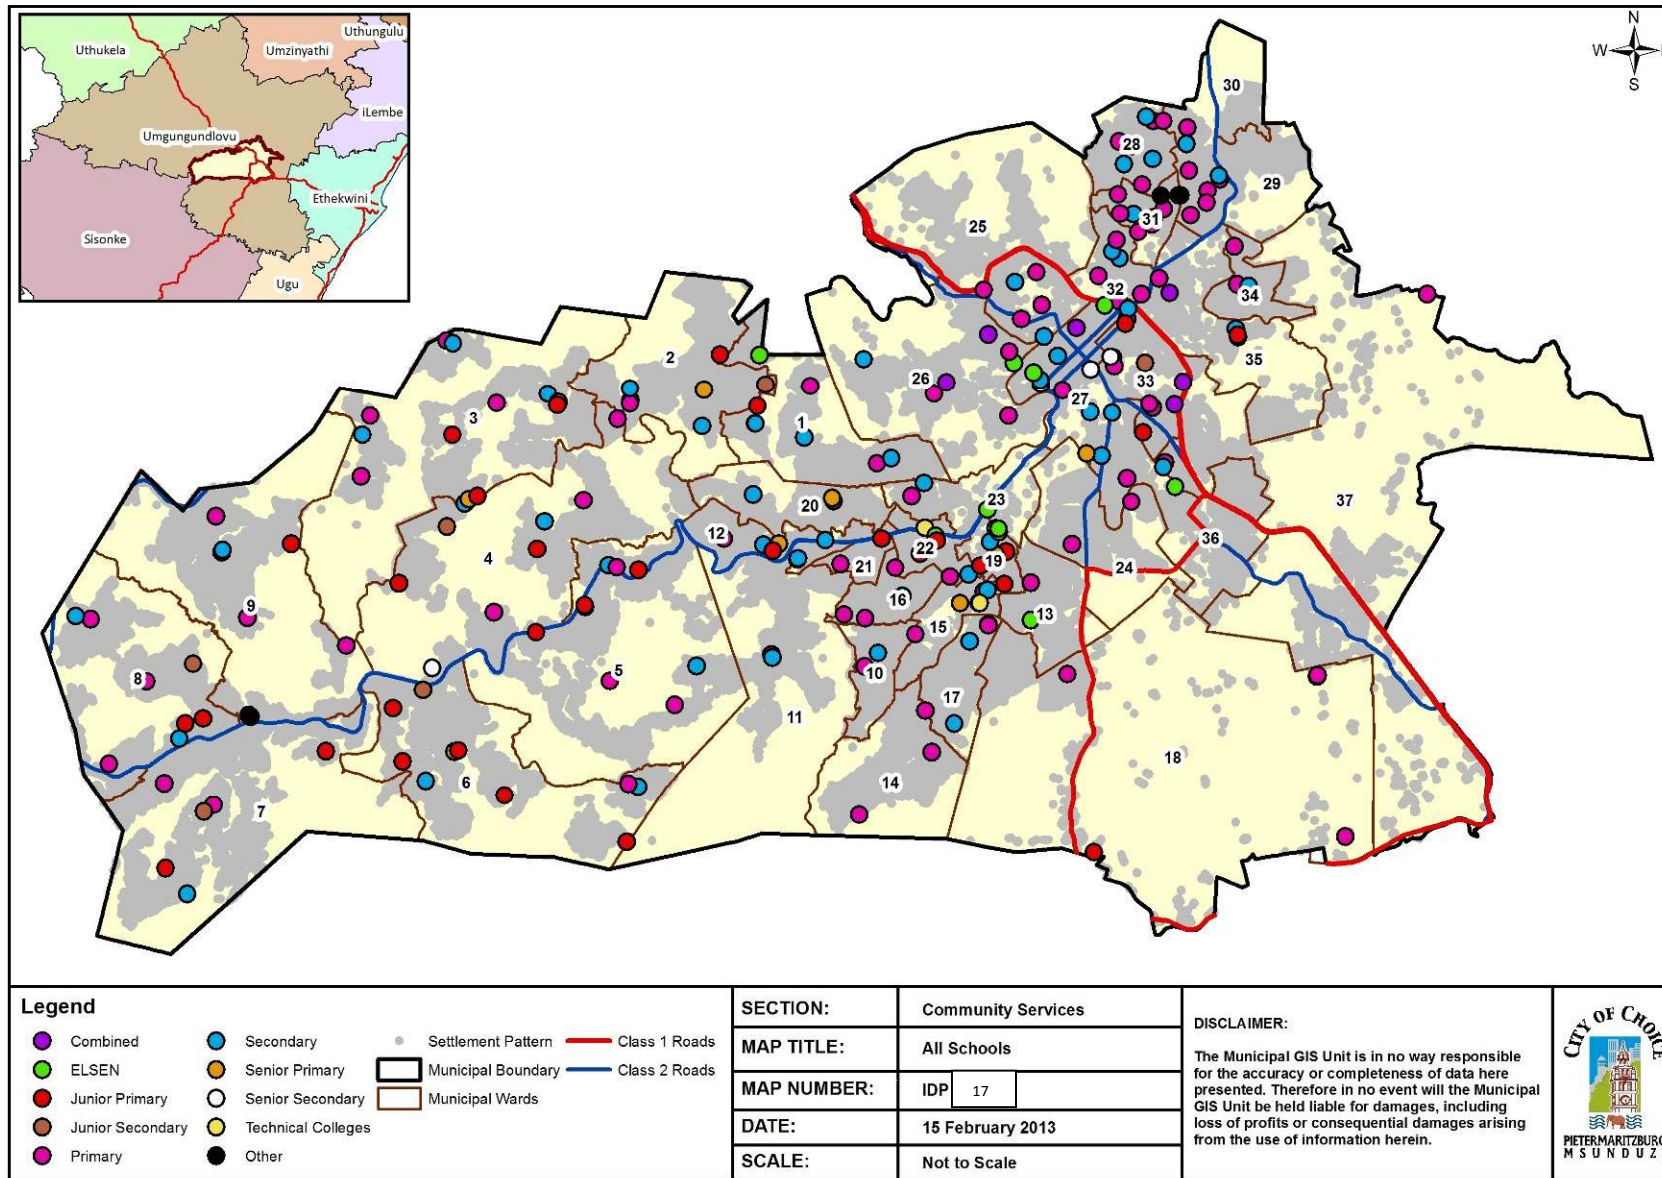 Uthukela
Umzinyathi
Uthungulu
iLembe
Umgungundlovu
Ethekwini
Sisonke
Ugu
N
W
S
30
28
29
31
25
34
32
35
2
26
33
27
3
1
37
23
20
12
22
36
4
21
19
24
16
9
13
15
8
5
10
17
11
18
14
6
7
Legend
Combined
ELSEN
Junior Primary
Junior Secondary
Primary
Secondary
Senior Primary
Senior Secondary
Technical Colleges
Other
Settlement Pattern
Municipal Boundary
Municipal Wards
Class 1 Roads
Class 2 Roads
SECTION: Community Services
MAP TITLE: All Schools
MAP NUMBER: IDP 17
DATE: 15 February 2013
SCALE: Not to Scale
DISCLAIMER:
The Municipal GIS Unit is in no way responsible
for the accuracy or completeness of data here
presented. Therefore in no event will the Municipal
GIS Unit be held liable for damages, including
loss of profits or consequential damages arising
from the use of information herein.
CITY OF CHOICE
PIETERMARITZBURG
MSUNDUZ